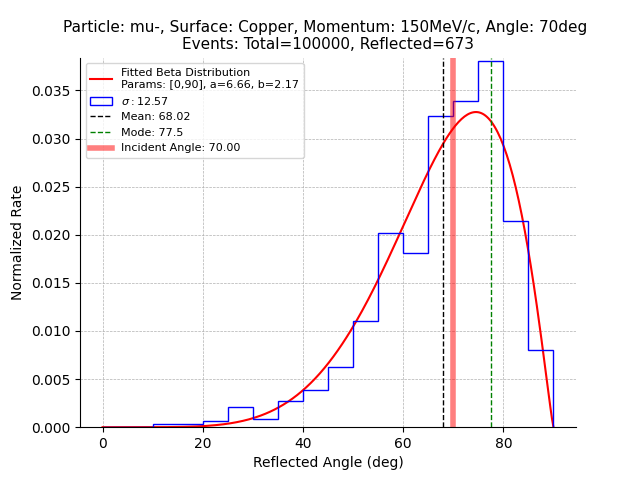 Particle: mu-, Surface: Copper, Momentum: 150MeV/c, Angle: 70deg
Events: Total=100000, Reflected=673
Fitted Beta Distribution
Params: [0,90], a=6.66, b=2.17
σ: 12.57
Mean: 68.02
Mode: 77.5
Incident Angle: 70.00
Normalized Rate
0.035
0.030
0.025
0.020
0.015
0.010
0.005
0.000
0 20 40 60 80
Reflected Angle (deg)